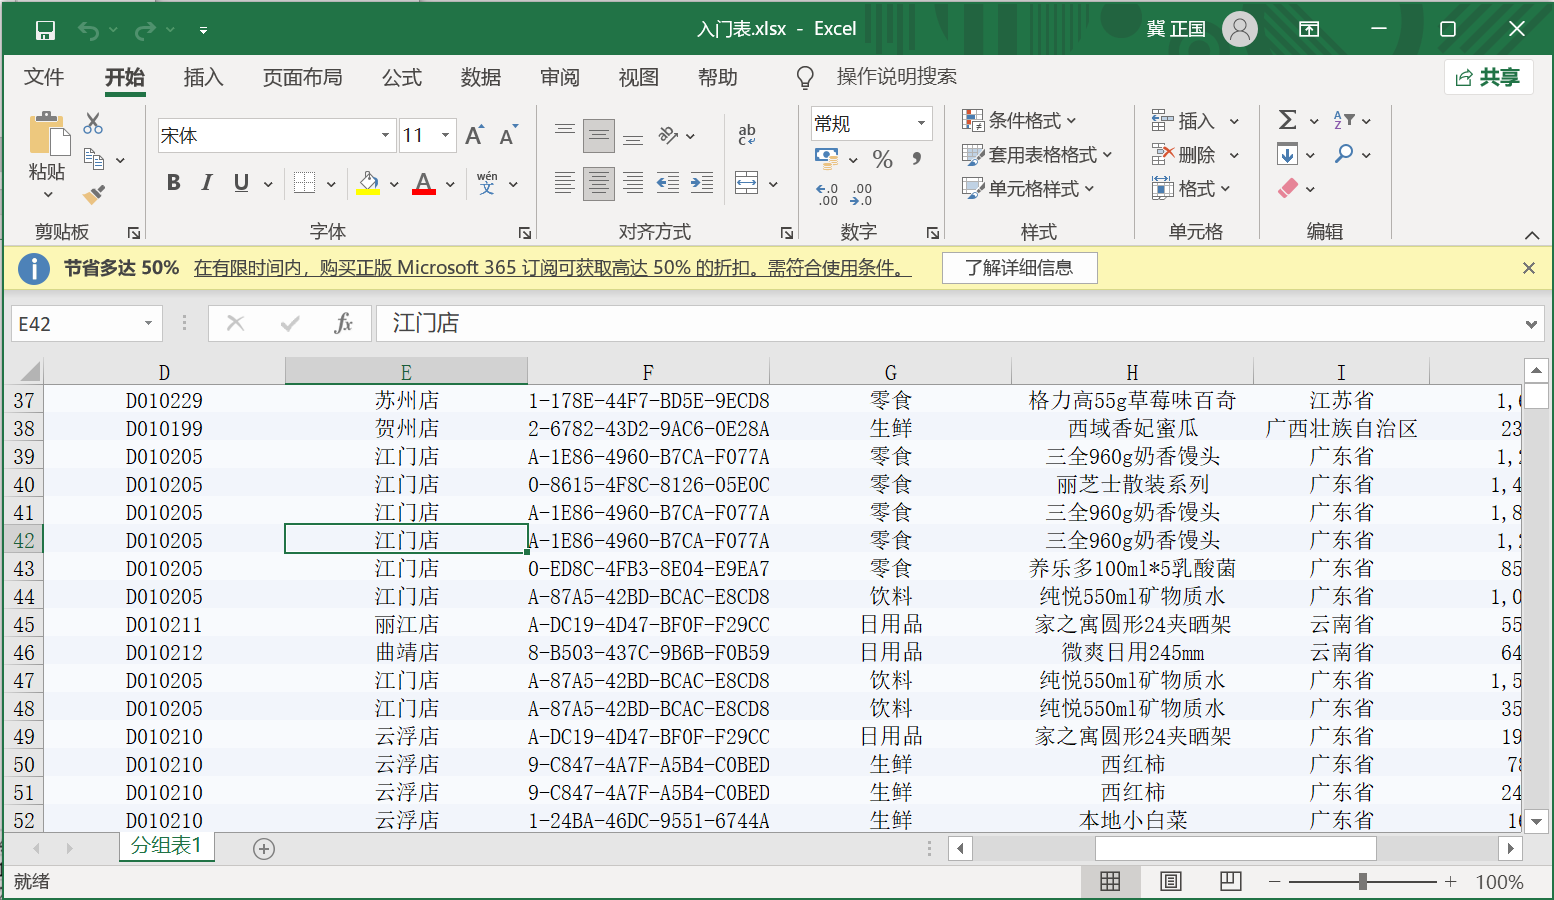 入门表.xlsx - Excel
冀 正国
文件 开始 插入 页面布局 公式 数据 审阅 视图 帮助 操作说明搜索 共享
粘贴
剪贴板
宋体 11
B I U
wén
文
字体
ab
对齐方式
常规
数字
条件格式
套用表格格式
单元格样式
样式
插入
删除
格式
单元格
编辑
节省多达 50% 在有限时间内，购买正版 Microsoft 365 订阅可获取高达 50% 的折扣。需符合使用条件。 了解详细信息
E42 fx 江门店
D E F G H I
37 D010229 苏州店 1-178E-44F7-BD5E-9ECD8 零食 格力高55g草莓味百奇 江苏省
38 D010199 贺州店 2-6782-43D2-9AC6-0E28A 生鲜 西域香妃蜜瓜 广西壮族自治区 23
39 D010205 江门店 A-1E86-4960-B7CA-F077A 零食 三全960g奶香馒头 广东省
40 D010205 江门店 0-8615-4F8C-8126-05E0C 零食 丽芝士散装系列 广东省 1,4
41 D010205 江门店 A-1E86-4960-B7CA-F077A 零食 三全960g奶香馒头 广东省 1,8
42 D010205 江门店 A-1E86-4960-B7CA-F077A 零食 三全960g奶香馒头 广东省
43 D010205 江门店 0-ED8C-4FB3-8E04-E9EA7 零食 养乐多100ml*5乳酸菌 广东省 85
44 D010205 江门店 A-87A5-42BD-BCAC-E8CD8 饮料 纯悦550ml矿物质水 广东省 1,0
45 D010211 丽江店 A-DC19-4D47-BF0F-F29CC 日用品 家之寓圆形24夹晒架 云南省 55
46 D010212 曲靖店 8-B503-437C-9B6B-F0B59 日用品 微爽日用245mm 云南省 64
47 D010205 江门店 A-87A5-42BD-BCAC-E8CD8 饮料 纯悦550ml矿物质水 广东省 1,5
48 D010205 江门店 A-87A5-42BD-BCAC-E8CD8 饮料 纯悦550ml矿物质水 广东省 35
49 D010210 云浮店 A-DC19-4D47-BF0F-F29CC 日用品 家之寓圆形24夹晒架 广东省 19
50 D010210 云浮店 9-C847-4A7F-A5B4-C0BED 生鲜 西红柿 广东省
51 D010210 云浮店 9-C847-4A7F-A5B4-C0BED 生鲜 西红柿 广东省 24
52 D010210 云浮店 1-24BA-46DC-9551-6744A 生鲜 本地小白菜 广东省
分组表1
就绪 100%